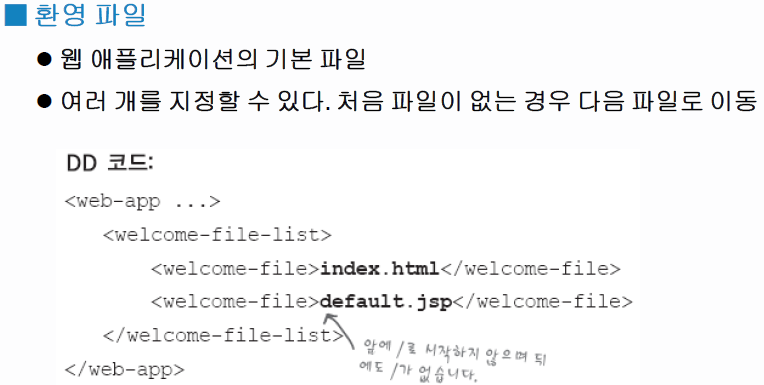 환영 파일
웹 애플리케이션의 기본 파일
여러 개를 지정할 수 있다. 처음 파일이 없는 경우 다음 파일로 이동
DD 코드:
<web-app ...>
<welcome-file-list>
<welcome-file>index.html</welcome-file>
<welcome-file>default.jsp</welcome-file>
</welcome-file-list>
앞에 /로 시작하지 않으며 뒤
에도 /가 없습니다.
</web-app>